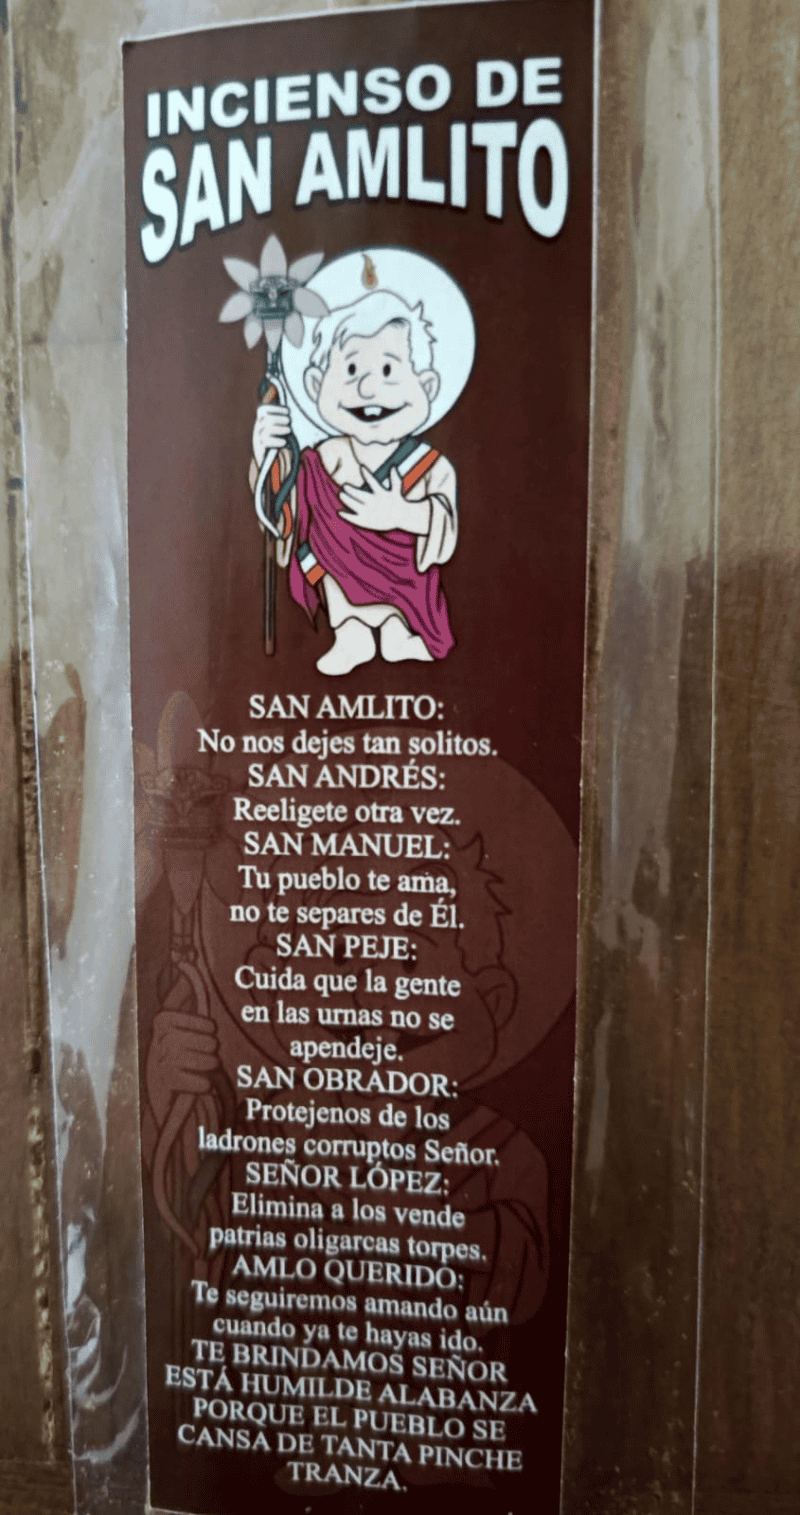 INCIENSO DE
SAN AMLITO
SAN AMLITO:
No nos dejes tan solitos.
SAN ANDRÉS:
Reeligete otra vez.
SAN MANUEL:
Tu pueblo te ama,
no te separes de Él.
SAN PEJE:
Cuida que la gente
en las urnas no se
apendeje.
SAN OBRADOR:
Protejenos de los
ladrones corruptos Señor.
SEÑOR LÓPEZ:
Elimina a los vende
patrias oligarcas torpes.
AMLO QUERIDO:
Te seguiremos amando aún
cuando ya te hayas ido.
TE BRINDAMOS SEÑOR
ESTÁ HUMILDE ALABANZA
PORQUE EL PUEBLO SE
CANSA DE TANTA PINCHE
TRANZA.